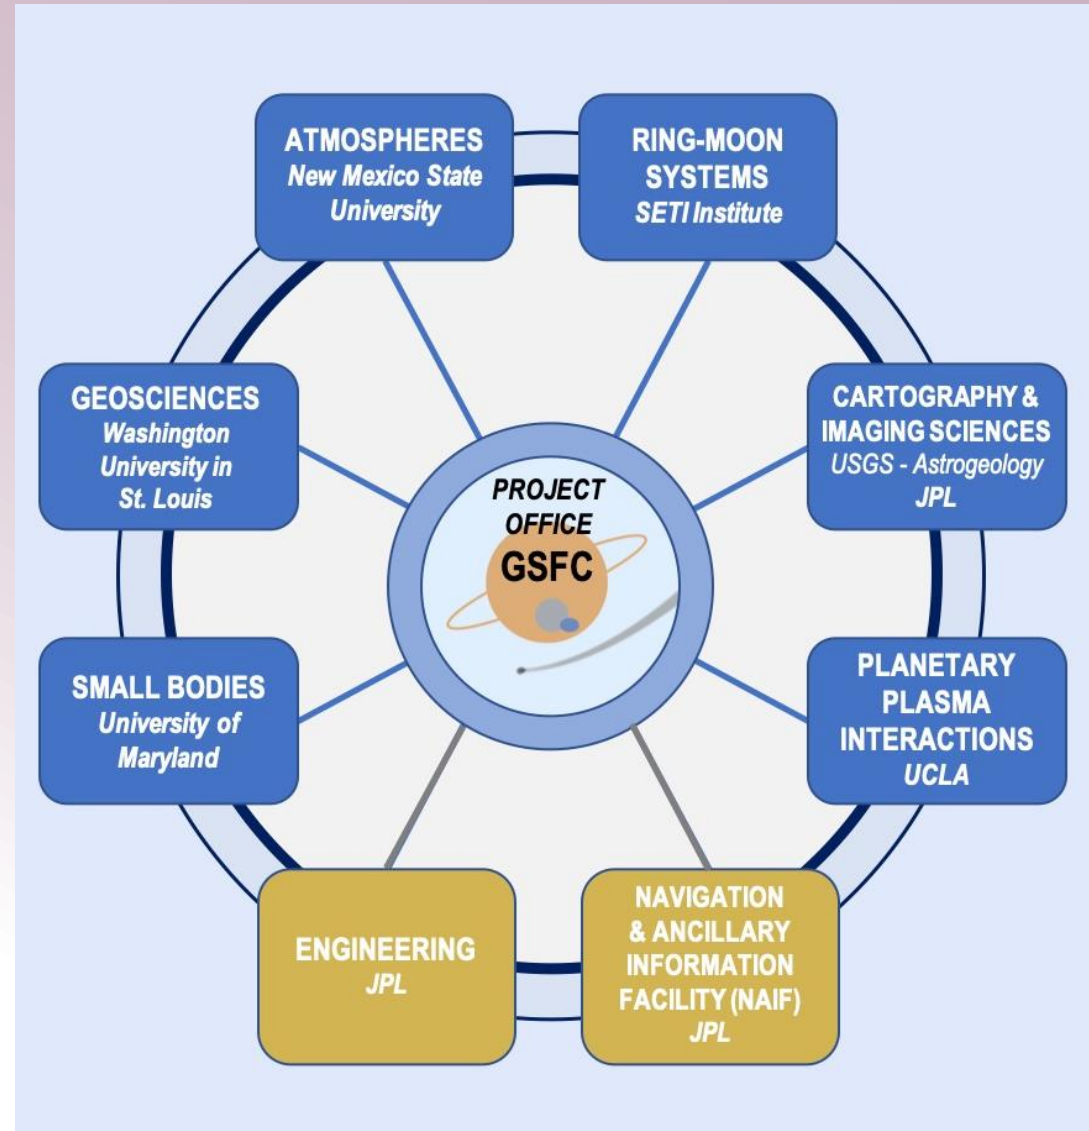 ATMOSPHERES
New Mexico State
University
RING-MOON
SYSTEMS
SETI Institute
GEOSCIENCES
Washington
University in
St. Louis
CARTOGRAPHY &
IMAGING SCIENCES
USGS - Astrogeology
JPL
PROJECT
OFFICE
GSFC
SMALL BODIES
University of
Maryland
PLANETARY
PLASMA
INTERACTIONS
UCLA
ENGINEERING
JPL
NAVIGATION
& ANCILLARY
INFORMATION
FACILITY (NAIF)
JPL